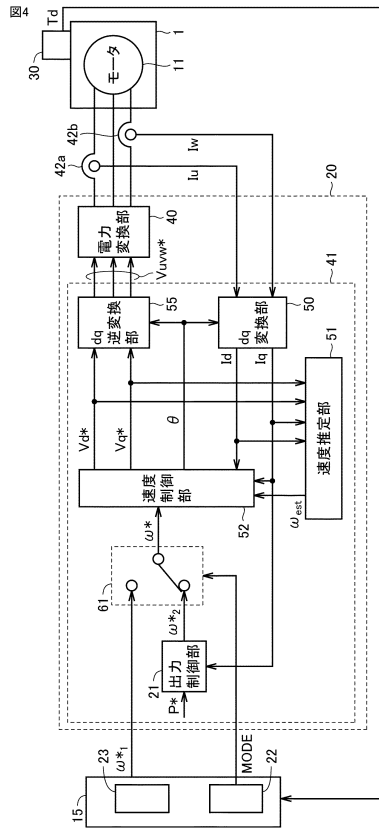 図4
15
23
22
ω*1
MODE
P*
21
出力
制御部
ω*2
61
ω*
速度
制御部
52
Vd*
Vq*
θ
ωest
速度推定部
51
Id
Iq
dq
逆変換
部
55
dq
変換部
50
41
20
Vuvw*
電力
変換部
40
Iu
Iw
42a
42b
モータ
11
1
30
Td